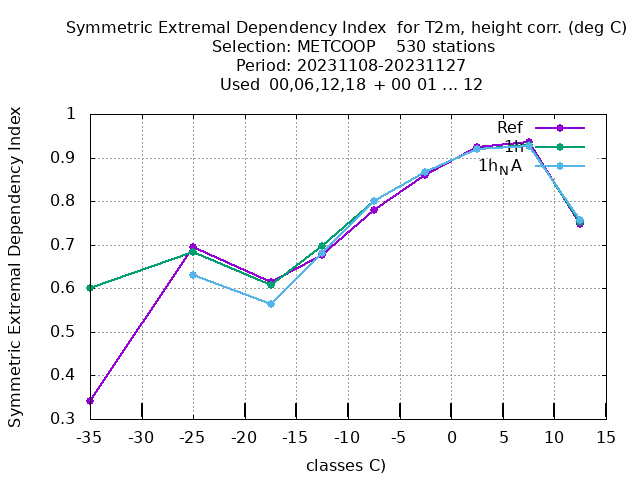 Symmetric Extremal Dependency Index  for T2m, height corr. (deg C)
Selection: METCOOP    530 stations
Period: 20231108-20231127
Used  00,06,12,18  + 00 01 ... 12
Symmetric Extremal Dependency Index
1
0.9
0.8
0.7
0.6
0.5
0.4
0.3
Ref
1h
1hNA
-35 -30 -25 -20 -15 -10 -5 0 5 10 15
classes C)